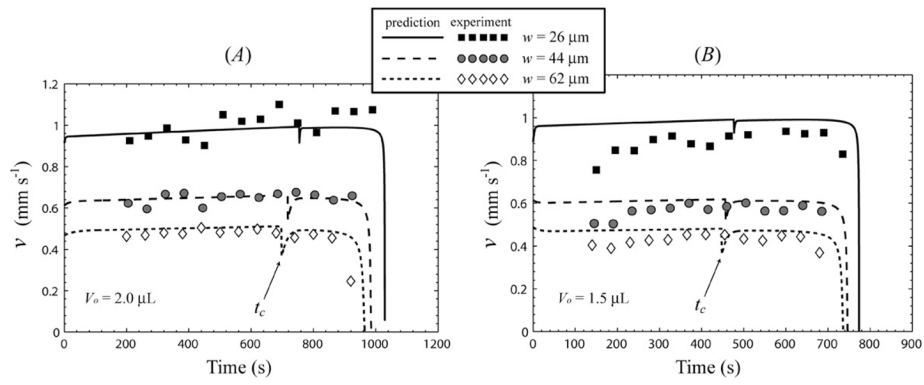 prediction experiment
w = 26 μm
w = 44 μm
w = 62 μm
(A)
(B)
1.2
1
0.8
0.6
0.4
0.2
0
v (mm s⁻¹)
Vₒ = 2.0 μL
t꜀
0 200 400 600 800 1000 1200
Time (s)
1
0.8
0.6
0.4
0.2
0
v (mm s⁻¹)
Vₒ = 1.5 μL
t꜀
0 100 200 300 400 500 600 700 800 900
Time (s)